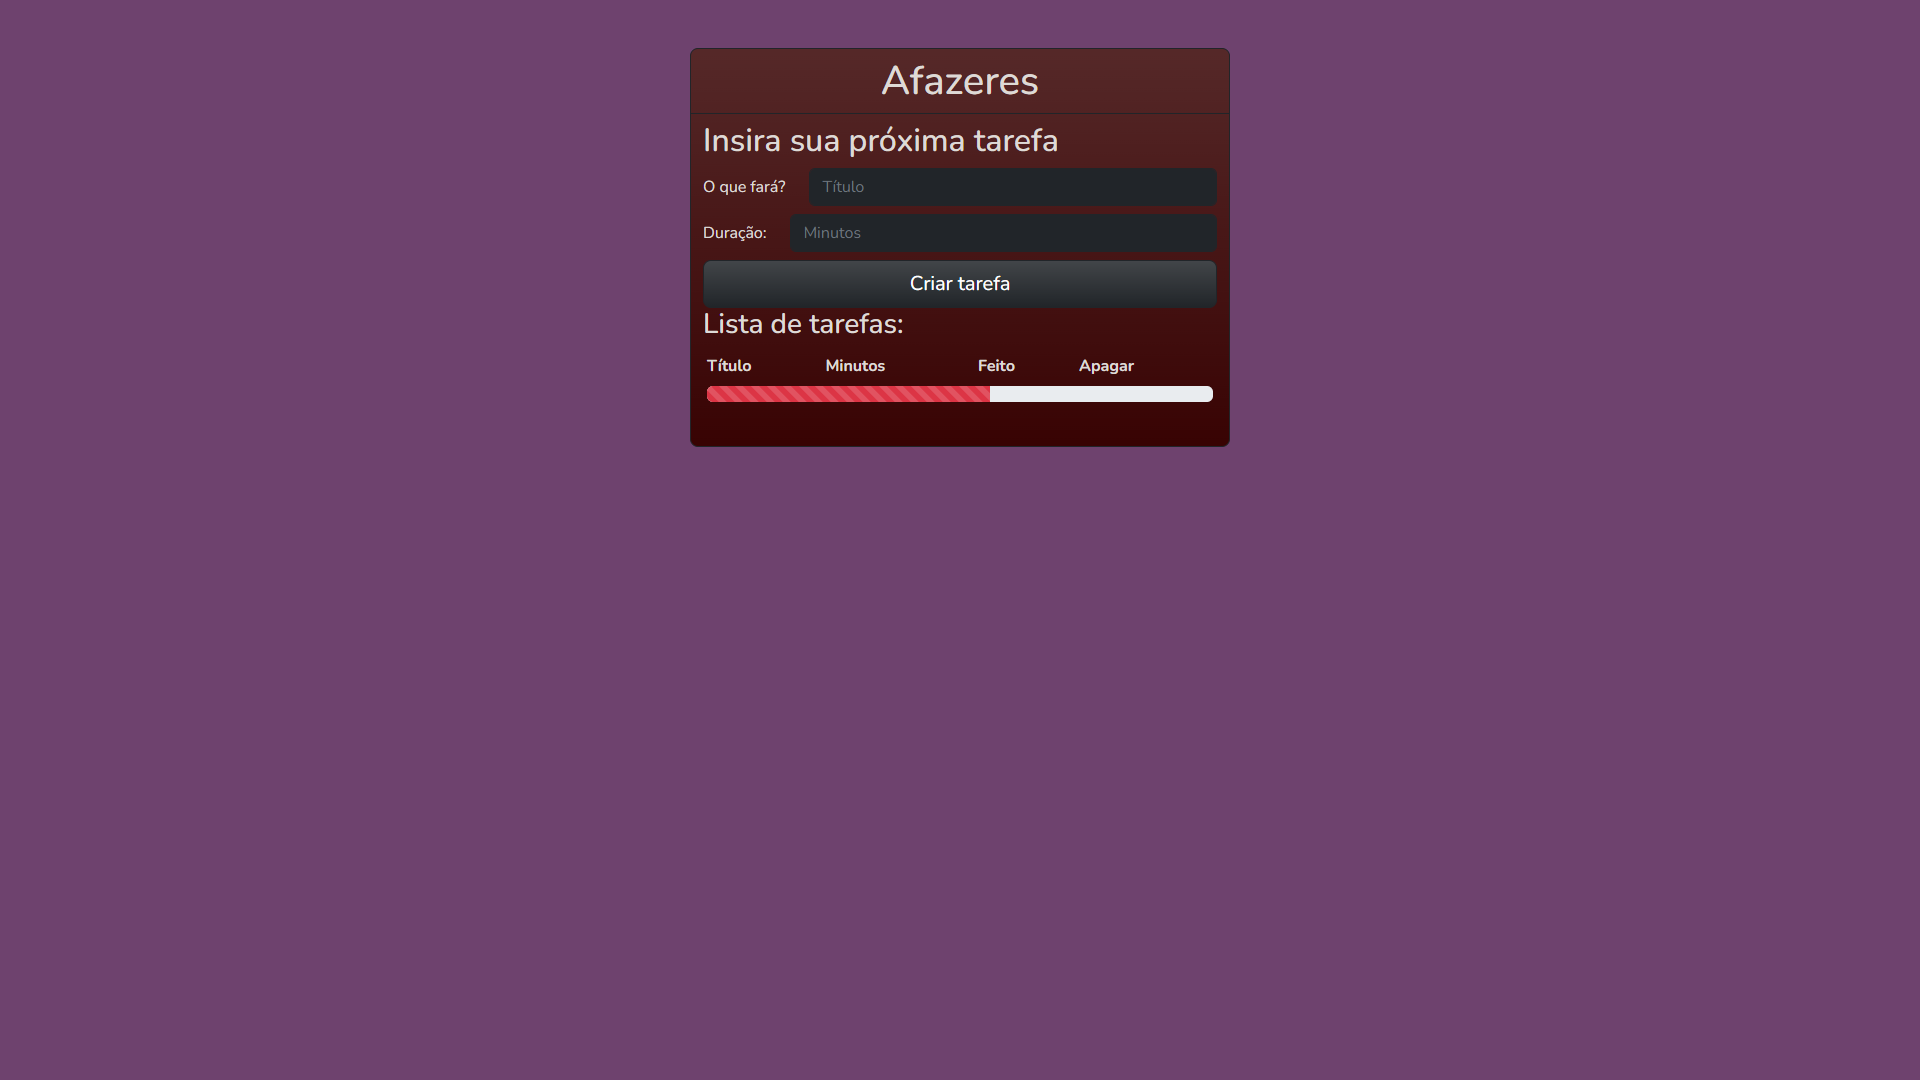 Afazeres
Insira sua próxima tarefa
O que fará? Título
Duração: Minutos
Criar tarefa
Lista de tarefas:
Título Minutos Feito Apagar